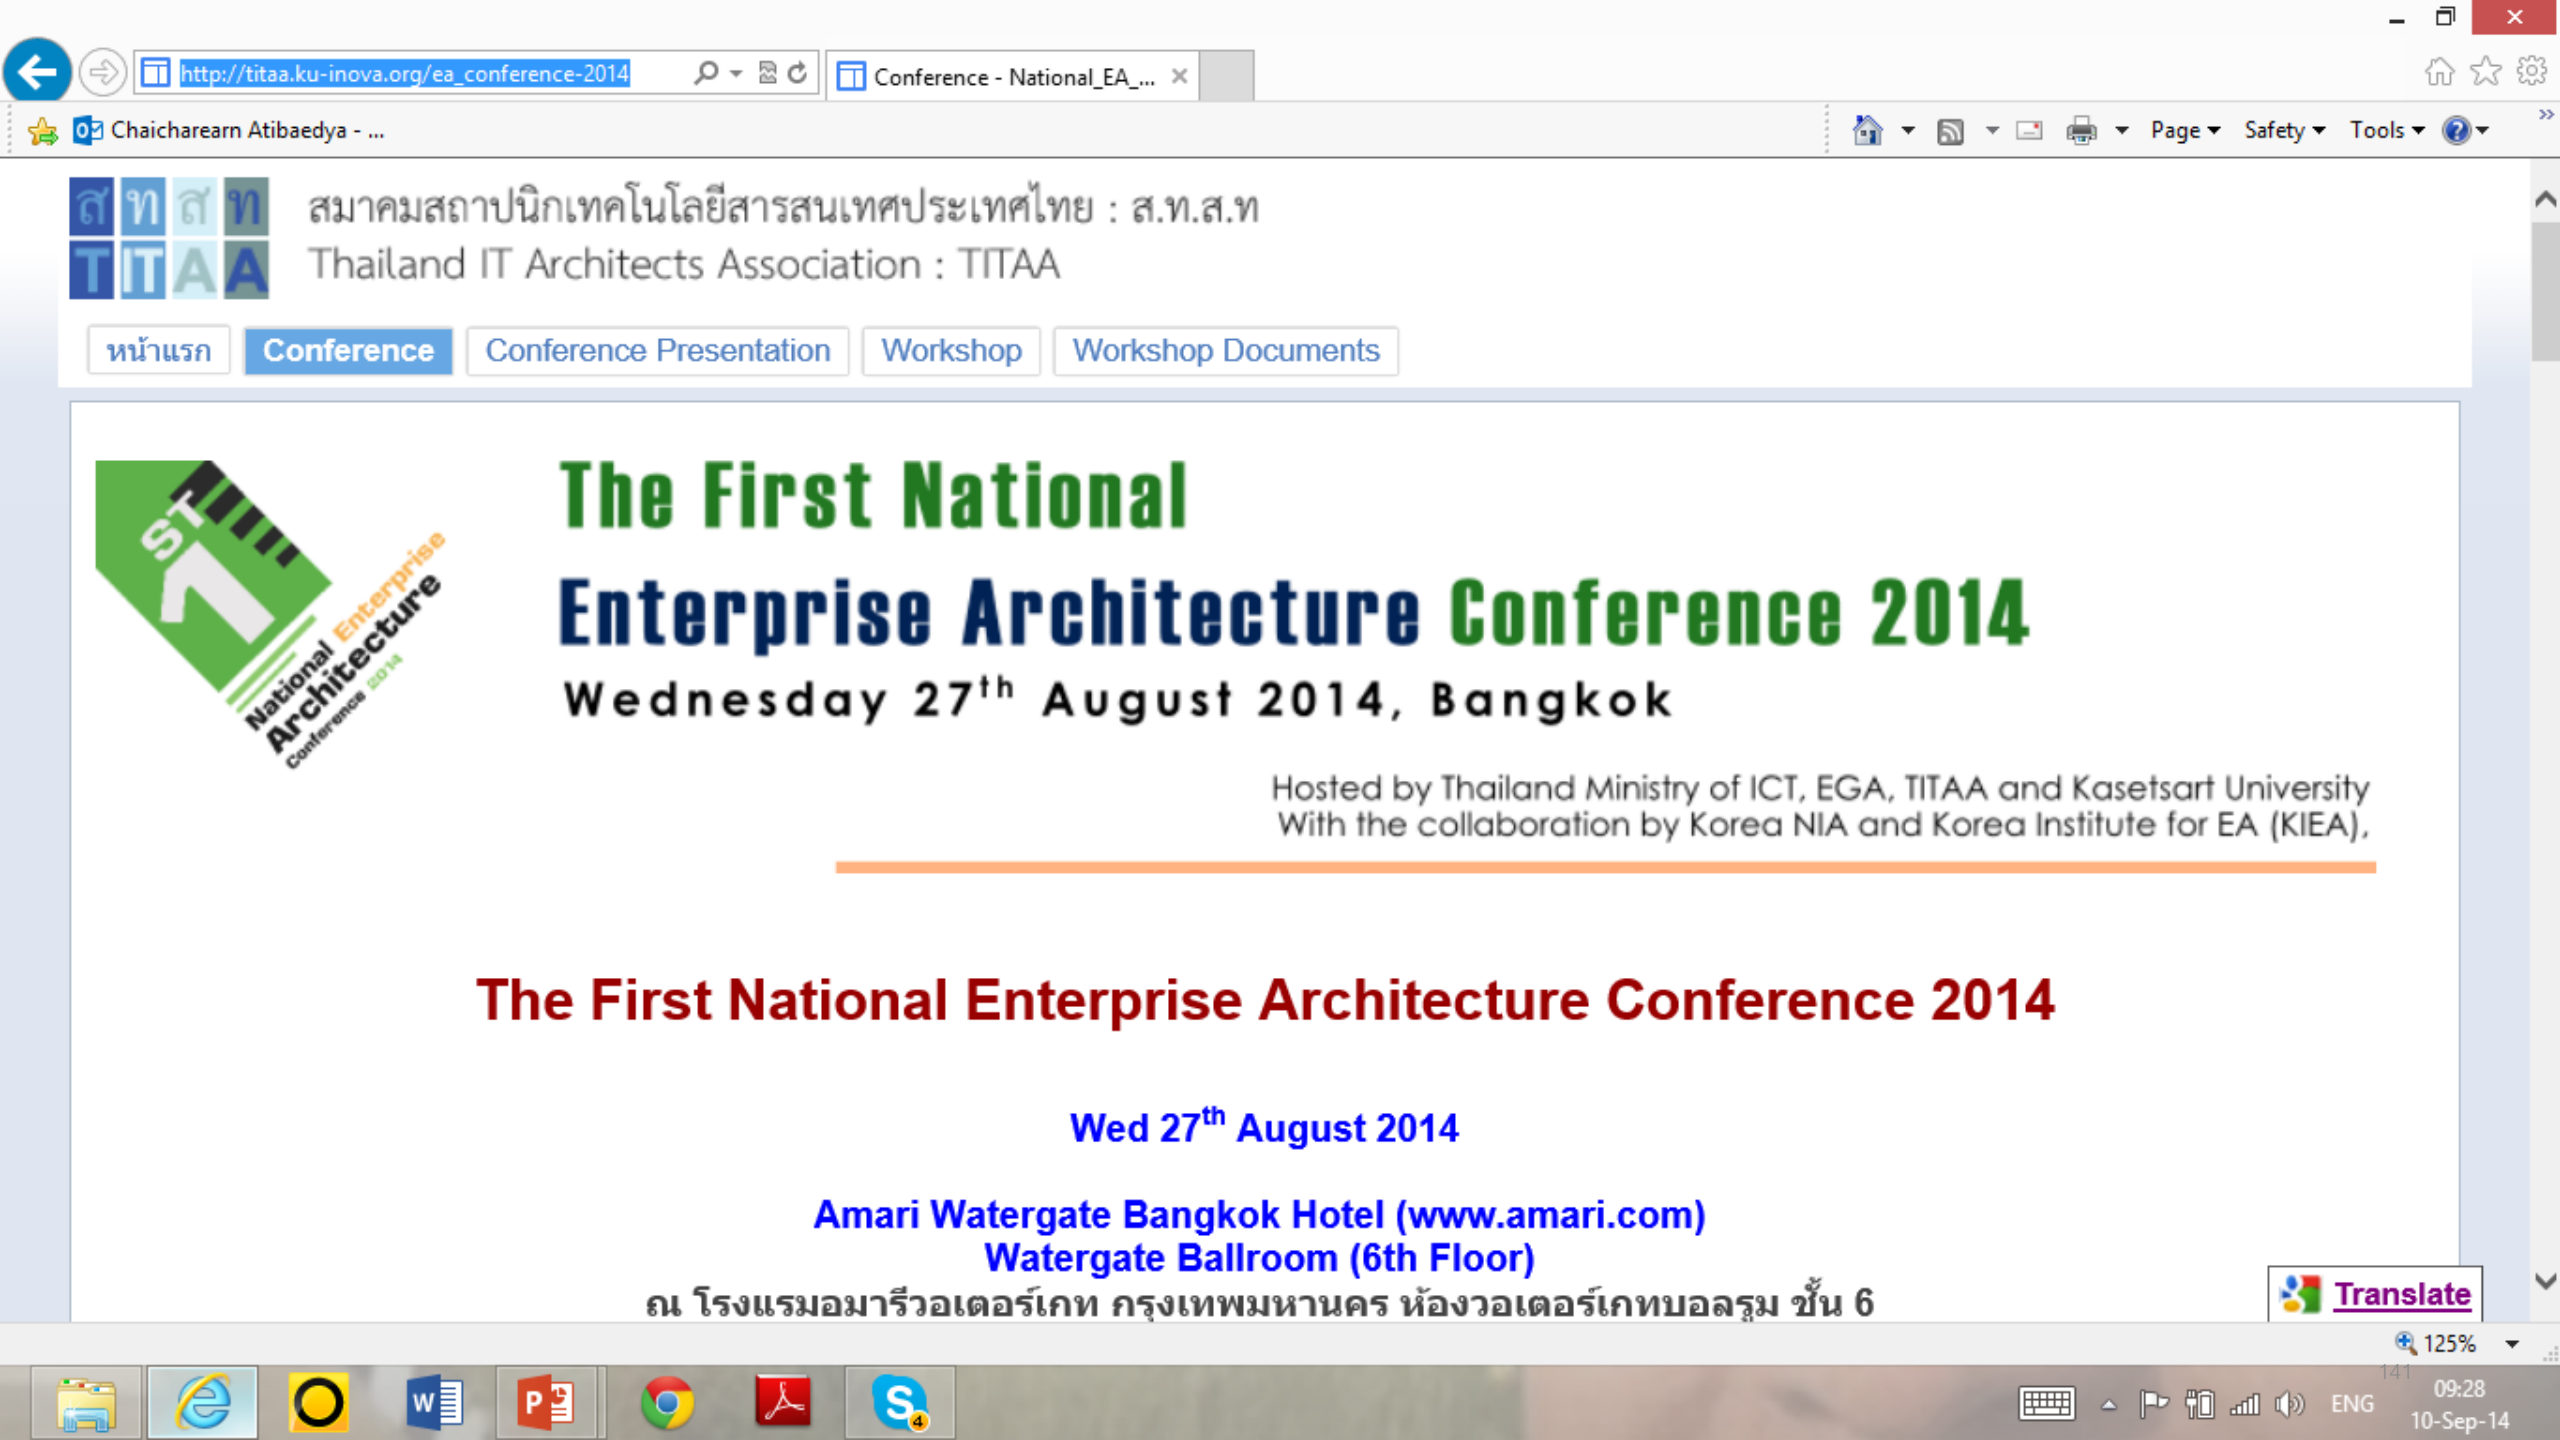 http://titaa.ku-inova.org/ea_conference-2014
Conference - National_EA_...
Chaicharearn Atibaedya - ...
Page
Safety
Tools
ส ท ส ท
TITAA
สมาคมสถาปนิกเทคโนโลยีสารสนเทศประเทศไทย : ส.ท.ส.ท
Thailand IT Architects Association : TITAA
หน้าแรก
Conference
Conference Presentation
Workshop
Workshop Documents
1ST
National Enterprise
Architecture
Conference 2014
The First National
Enterprise Architecture Conference 2014
Wednesday 27th August 2014, Bangkok
Hosted by Thailand Ministry of ICT, EGA, TITAA and Kasetsart University
With the collaboration by Korea NIA and Korea Institute for EA (KIEA),
The First National Enterprise Architecture Conference 2014
Wed 27th August 2014
Amari Watergate Bangkok Hotel (www.amari.com)
Watergate Ballroom (6th Floor)
ณ โรงแรมอมารีวอเตอร์เกท กรุงเทพมหานคร ห้องวอเตอร์เกทบอลรูม ชั้น 6
Translate
125%
141
ENG
09:28
10-Sep-14